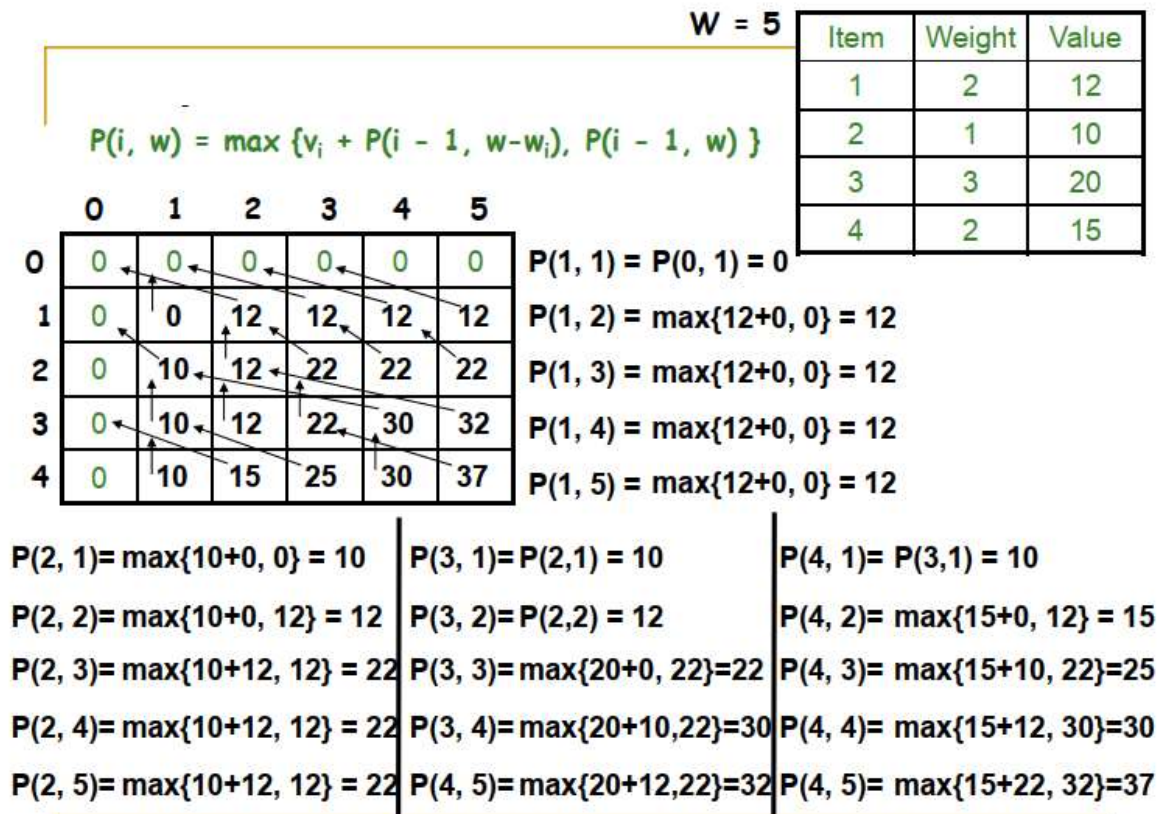 W = 5
Item Weight Value
1 2 12
2 1 10
3 3 20
4 2 15
P(i, w) = max {vᵢ + P(i - 1, w-wᵢ), P(i - 1, w) }
0 1 2 3 4 5
0 0 0 0 0 0 0
1 0 0 12 12 12 12
2 0 10 12 22 22 22
3 0 10 12 22 30 32
4 0 10 15 25 30 37
P(1, 1) = P(0, 1) = 0
P(1, 2) = max{12+0, 0} = 12
P(1, 3) = max{12+0, 0} = 12
P(1, 4) = max{12+0, 0} = 12
P(1, 5) = max{12+0, 0} = 12
P(2, 1)= max{10+0, 0} = 10
P(2, 2)= max{10+0, 12} = 12
P(2, 3)= max{10+12, 12} = 22
P(2, 4)= max{10+12, 12} = 22
P(2, 5)= max{10+12, 12} = 22
P(3, 1)= P(2,1) = 10
P(3, 2)= P(2,2) = 12
P(3, 3)= max{20+0, 22}=22
P(3, 4)= max{20+10,22}=30
P(4, 5)= max{20+12,22}=32
P(4, 1)= P(3,1) = 10
P(4, 2)= max{15+0, 12} = 15
P(4, 3)= max{15+10, 22}=25
P(4, 4)= max{15+12, 30}=30
P(4, 5)= max{15+22, 32}=37